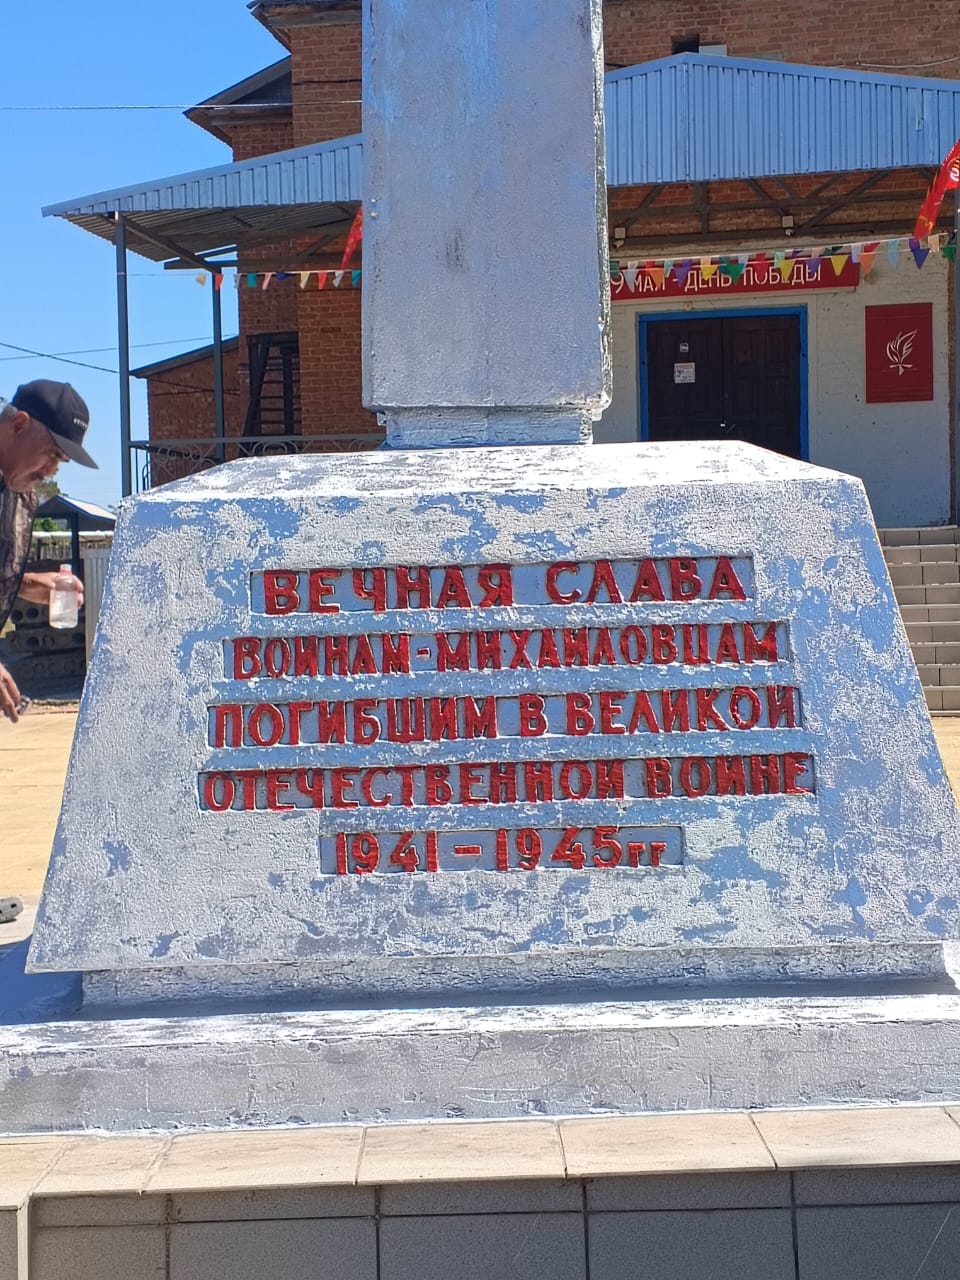 9 МАЯ - ДЕНЬ ПОБЕДЫ
ВЕЧНАЯ СЛАВА
ВОИНАМ-МИХАЙЛОВЦАМ
ПОГИБШИМ В ВЕЛИКОЙ
ОТЕЧЕСТВЕННОЙ ВОЙНЕ
1941-1945гг